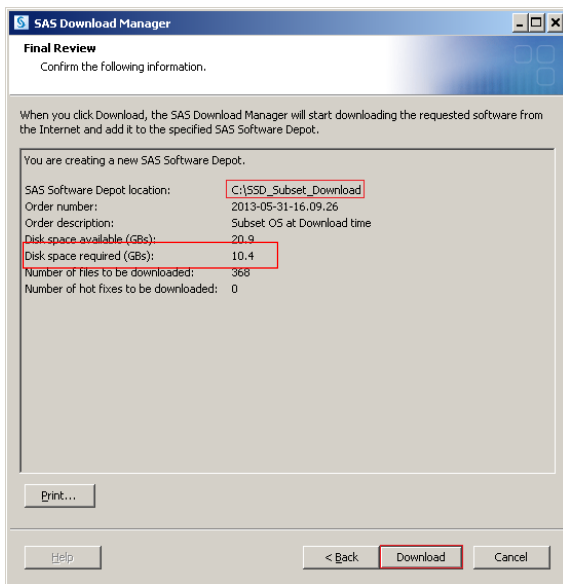 SAS Download Manager
Final Review
Confirm the following information.
When you click Download, the SAS Download Manager will start downloading the requested software from
the Internet and add it to the specified SAS Software Depot.
You are creating a new SAS Software Depot.
SAS Software Depot location: C:\SSD_Subset_Download
Order number: 2013-05-31-16.09.26
Order description: Subset OS at Download time
Disk space available (GBs): 20.9
Disk space required (GBs): 10.4
Number of files to be downloaded: 368
Number of hot fixes to be downloaded: 0
Print...
Help
< Back
Download
Cancel